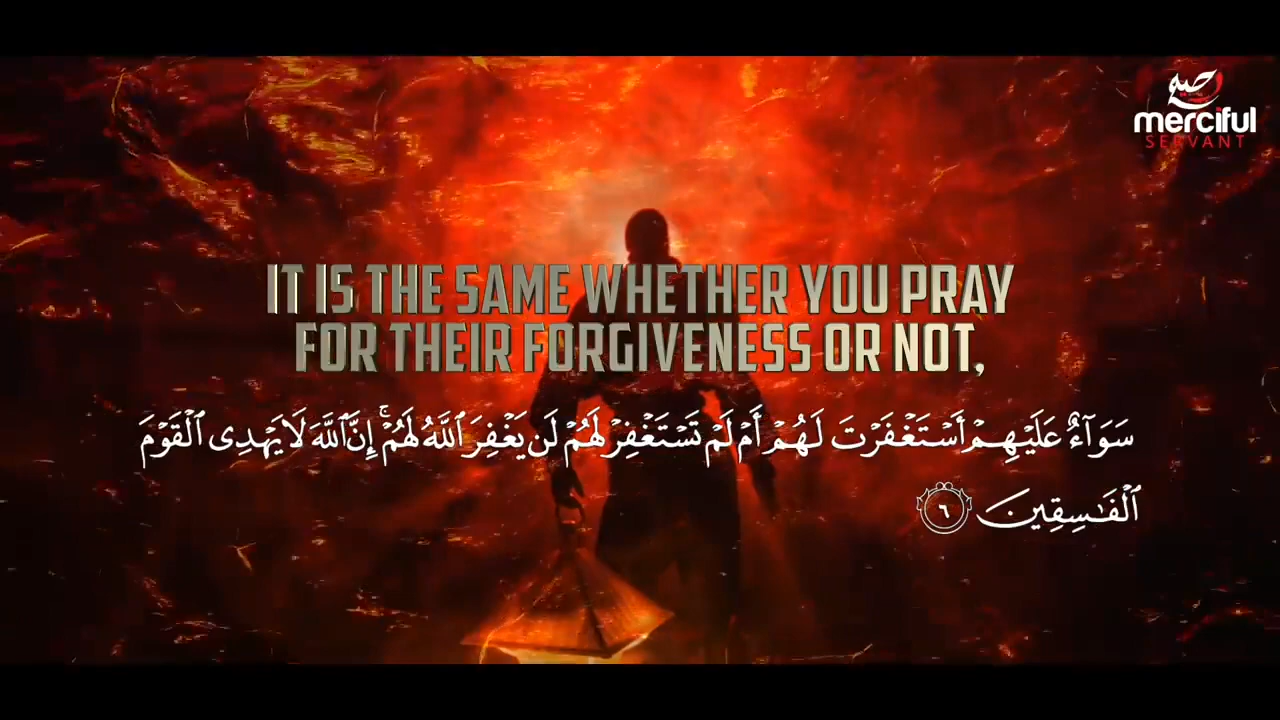 merciful
SERVANT
IT IS THE SAME WHETHER YOU PRAY
FOR THEIR FORGIVENESS OR NOT,
سَوَآءٌ عَلَيْهِمْ أَسْتَغْفَرْتَ لَهُمْ أَمْ لَمْ تَسْتَغْفِرْ لَهُمْ لَن يَغْفِرَ ٱللَّهُ لَهُمْ ۚ إِنَّ ٱللَّهَ لَا يَهْدِى ٱلْقَوْمَ
ٱلْفَـٰسِقِينَ ٦